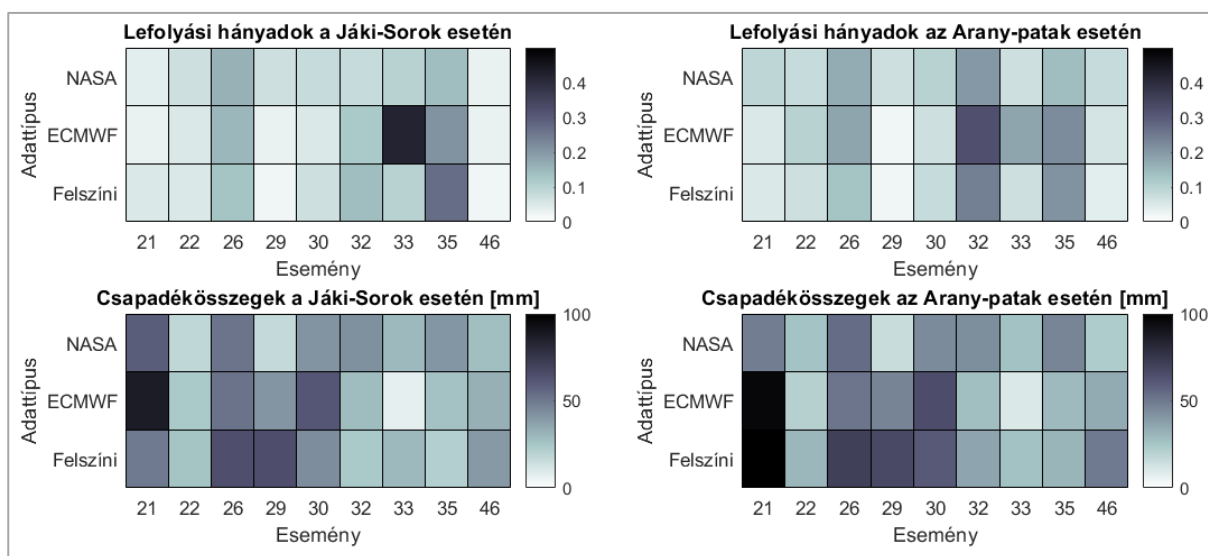 Lefolyási hányadok a Jáki-Sorok esetén
NASA
ECMWF
Felszíni
Adattípus
21 22 26 29 30 32 33 35 46
Esemény
0.4
0.3
0.2
0.1
0
Lefolyási hányadok az Arany-patak esetén
NASA
ECMWF
Felszíni
Adattípus
21 22 26 29 30 32 33 35 46
Esemény
0.4
0.3
0.2
0.1
0
Csapadékösszegek a Jáki-Sorok esetén [mm]
NASA
ECMWF
Felszíni
Adattípus
21 22 26 29 30 32 33 35 46
Esemény
100
50
0
Csapadékösszegek az Arany-patak esetén [mm]
NASA
ECMWF
Felszíni
Adattípus
21 22 26 29 30 32 33 35 46
Esemény
100
50
0